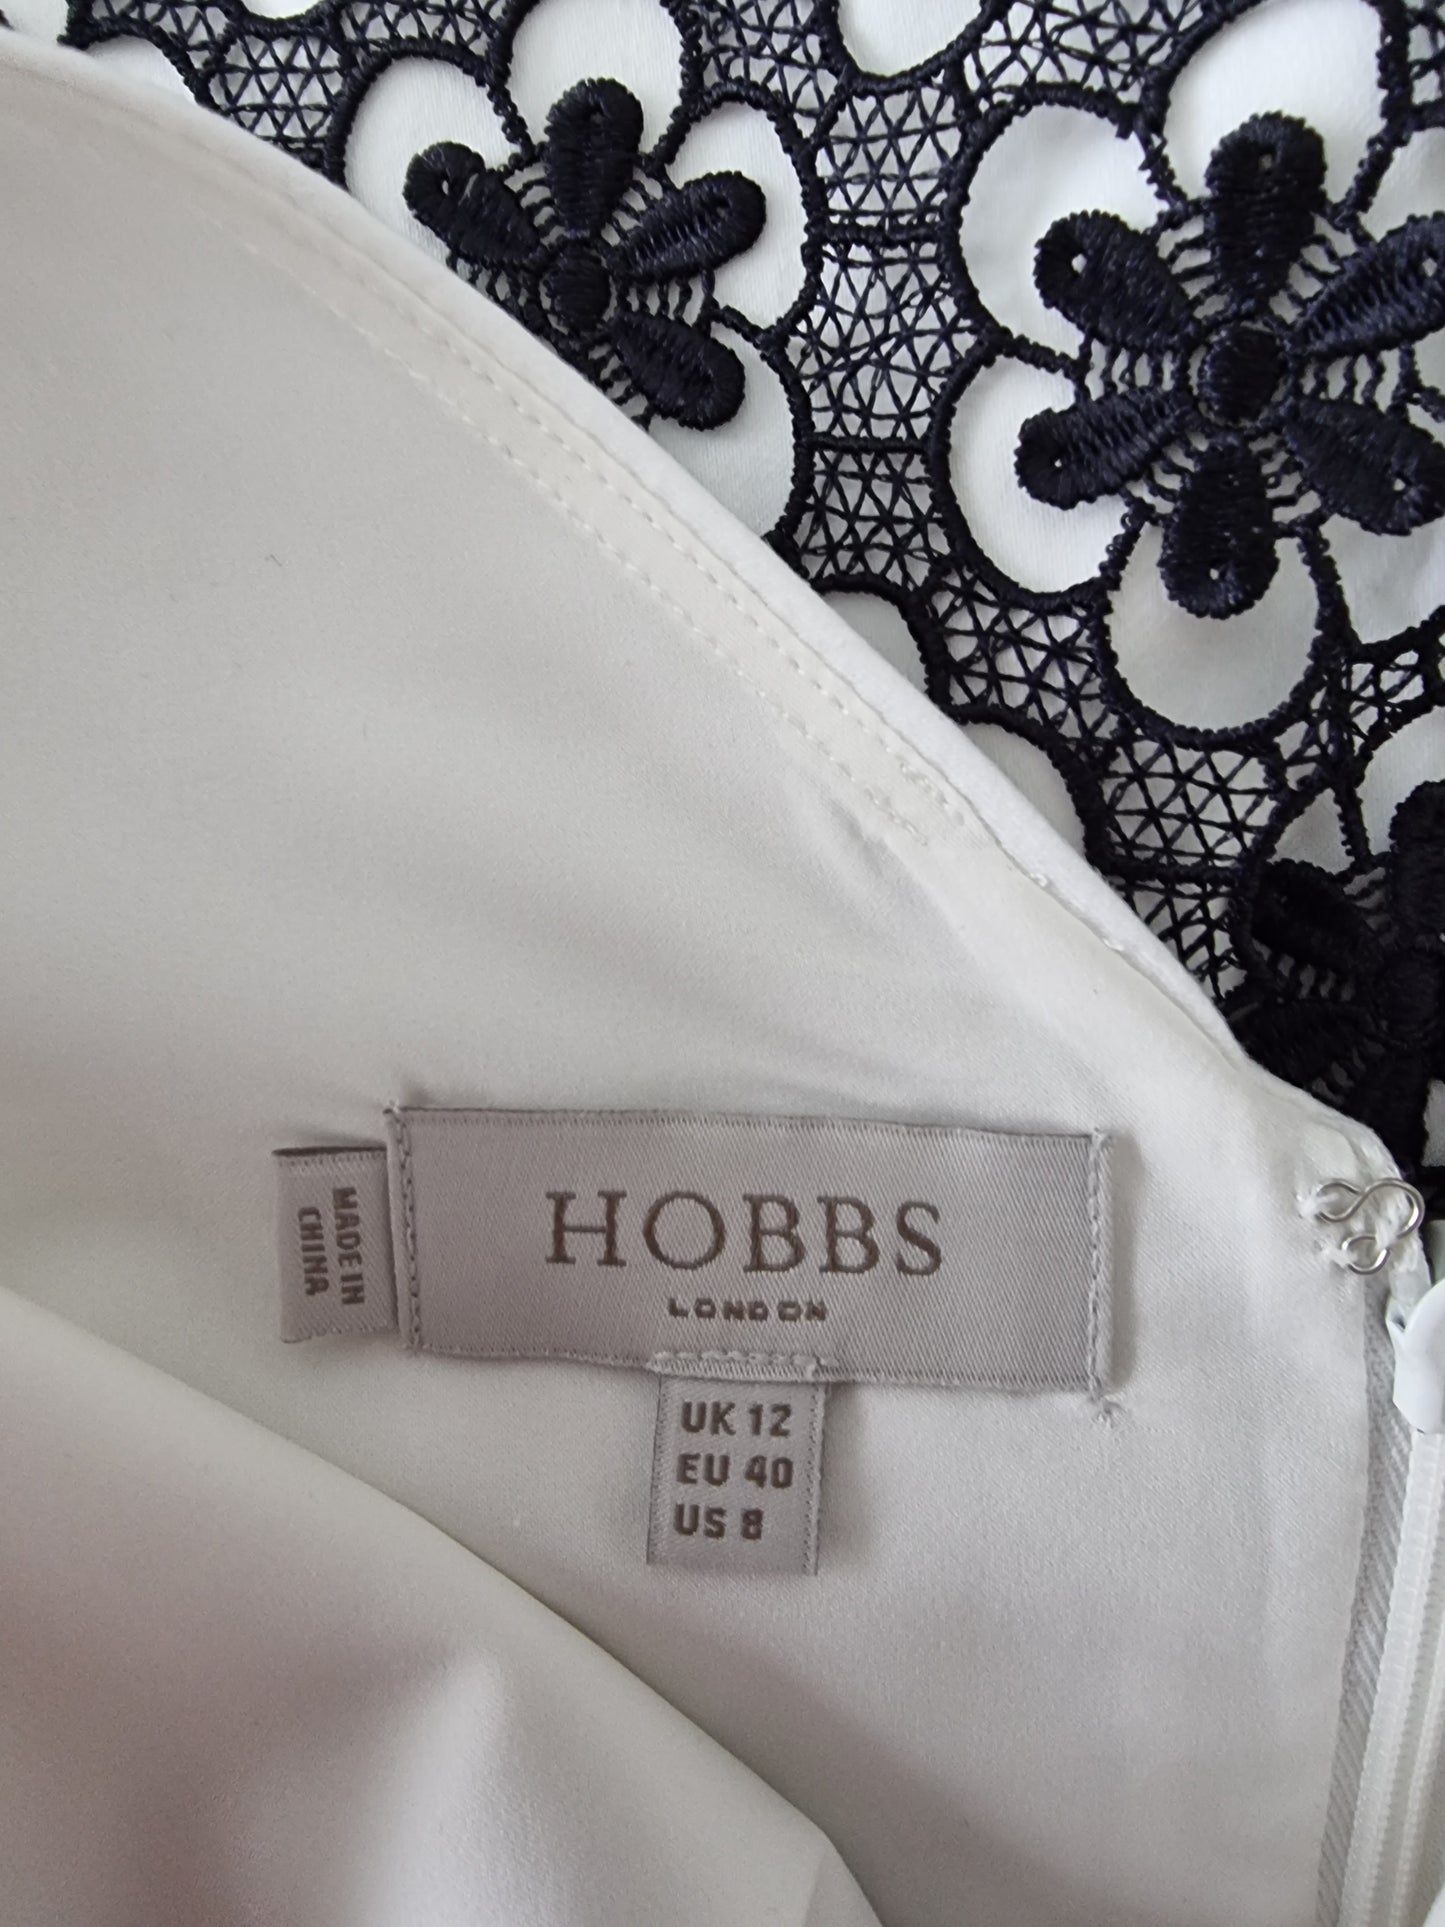 HOBBS
LONDON
MADE IN
CHINA
UK 12
EU 40
US 8